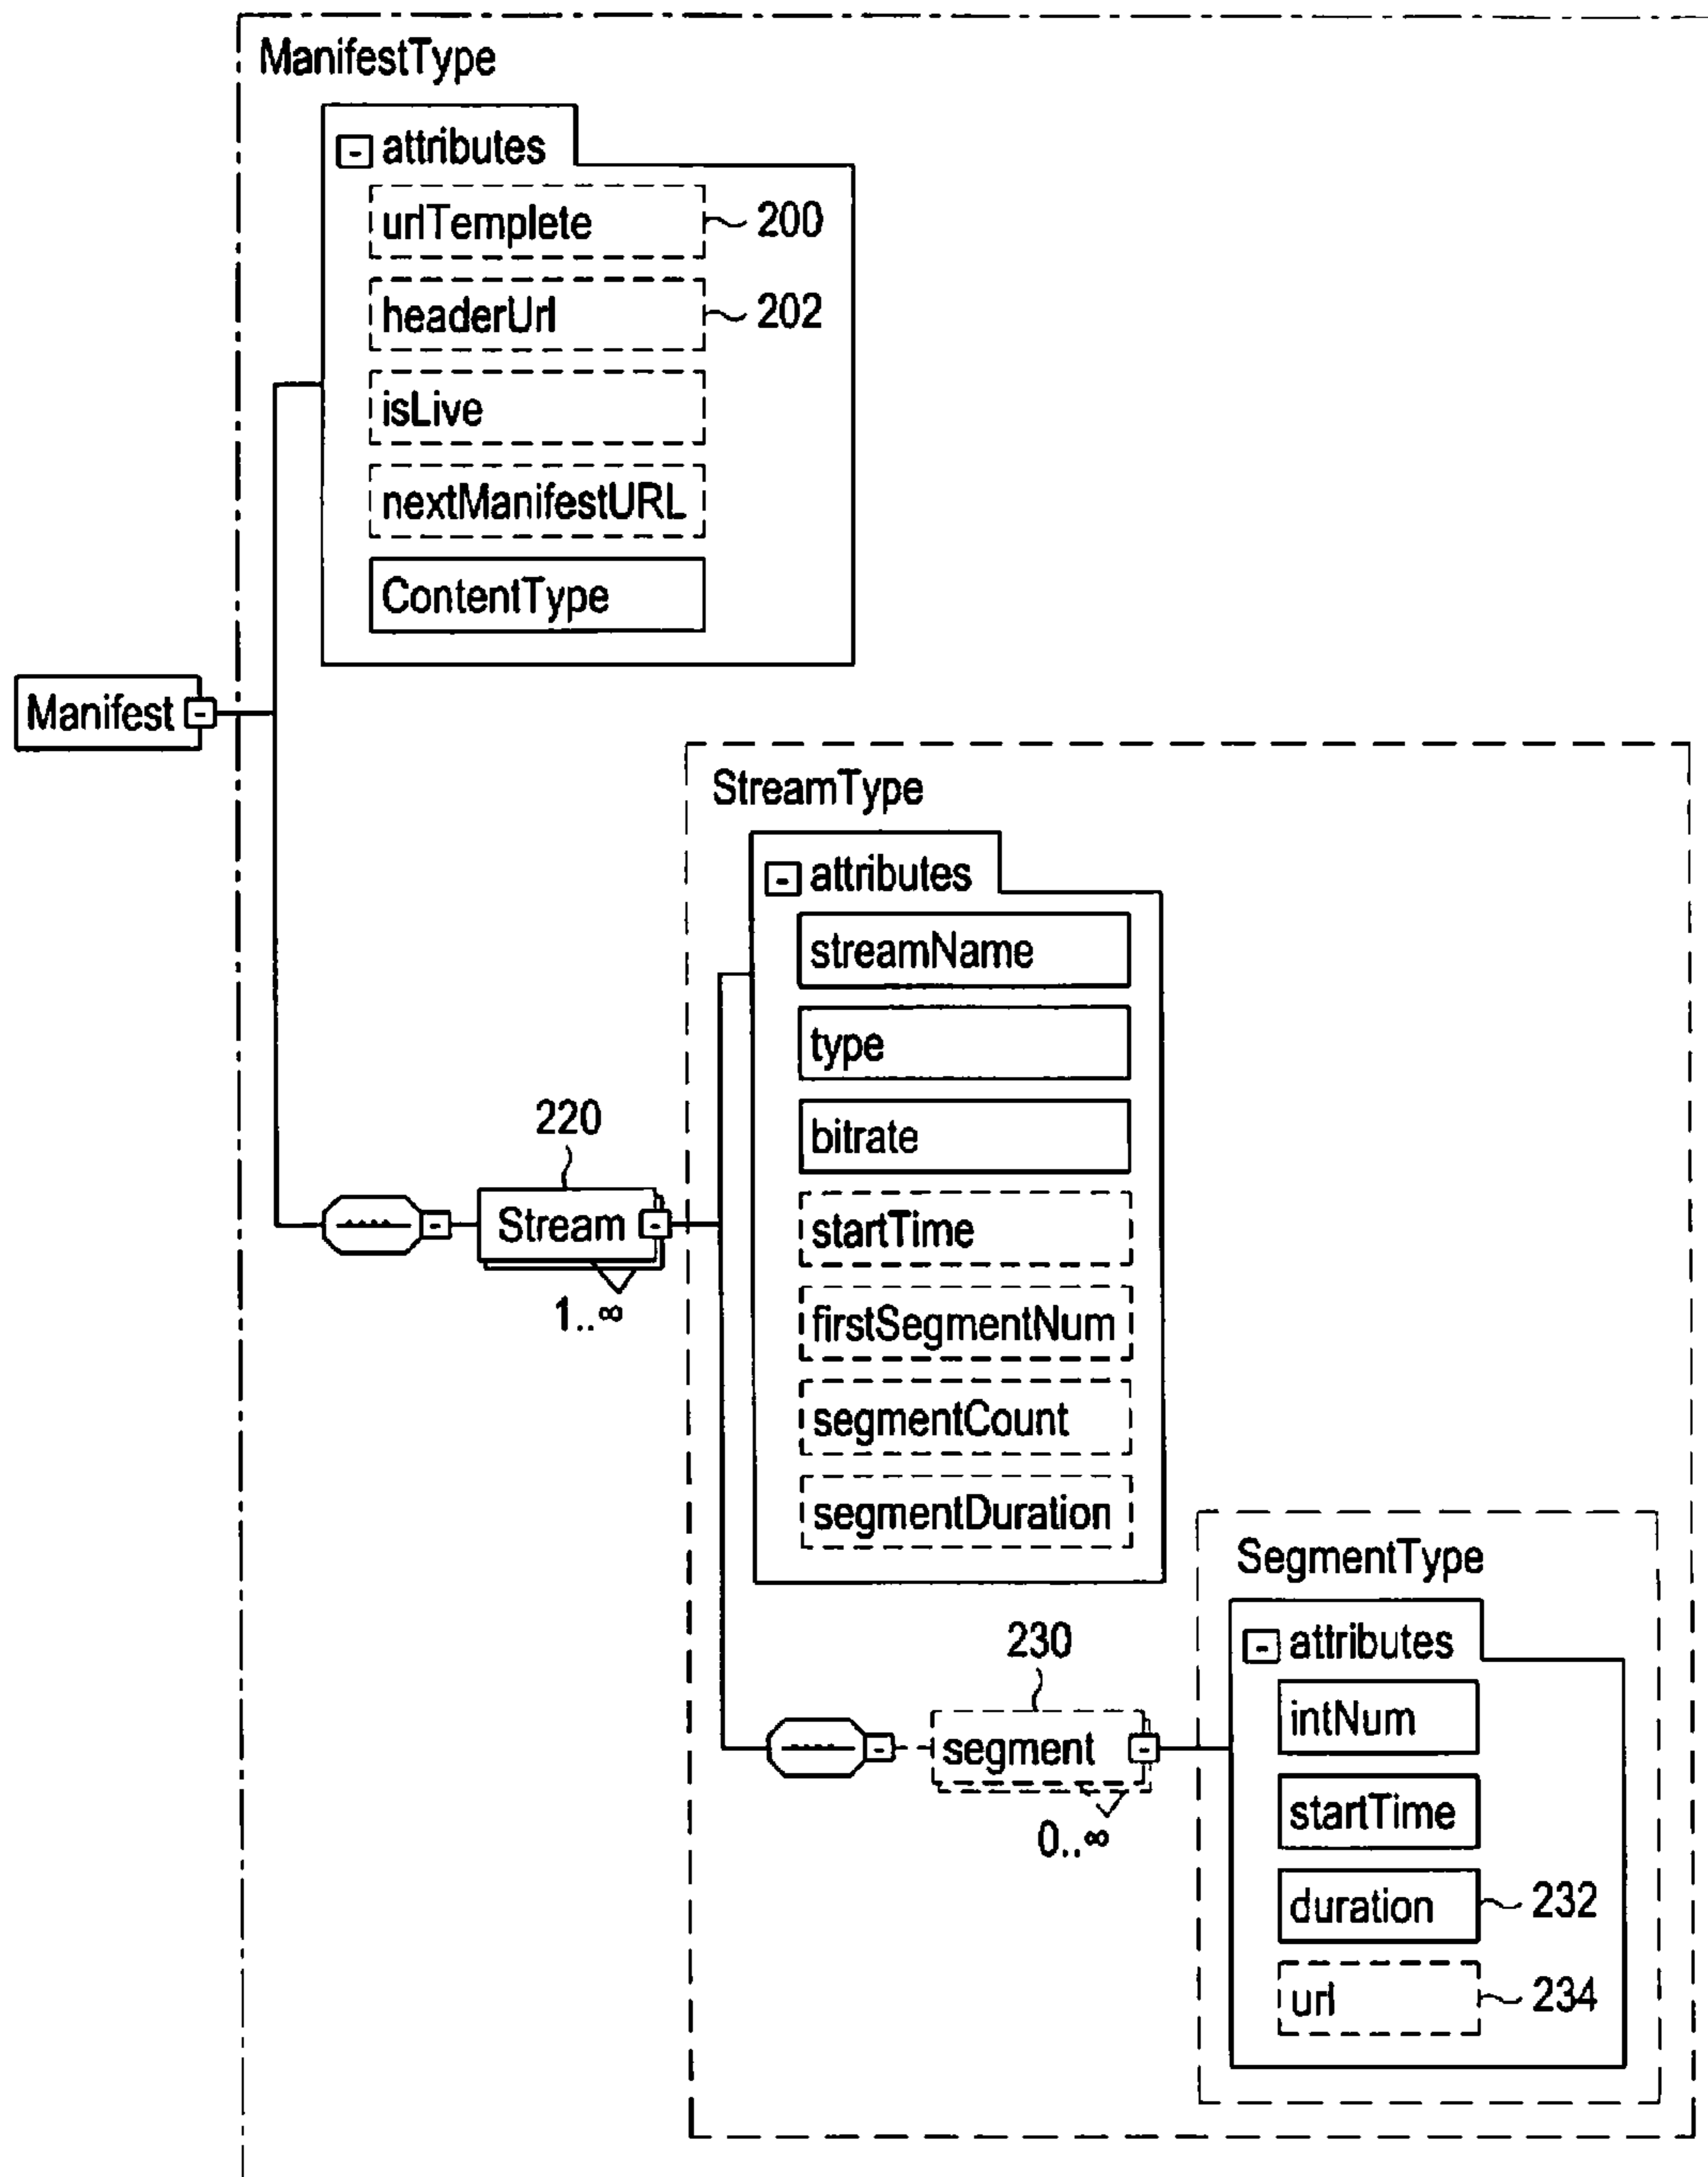 ManifestType
- attributes
urlTemplete 200
headerUrl 202
isLive
nextManifestURL
ContentType
Manifest -
StreamType
- attributes
streamName
type
bitrate
startTime
firstSegmentNum
segmentCount
segmentDuration
220
- Stream -
1..∞
SegmentType
- attributes
intNum
startTime
duration 232
url 234
230
- segment -
0..∞